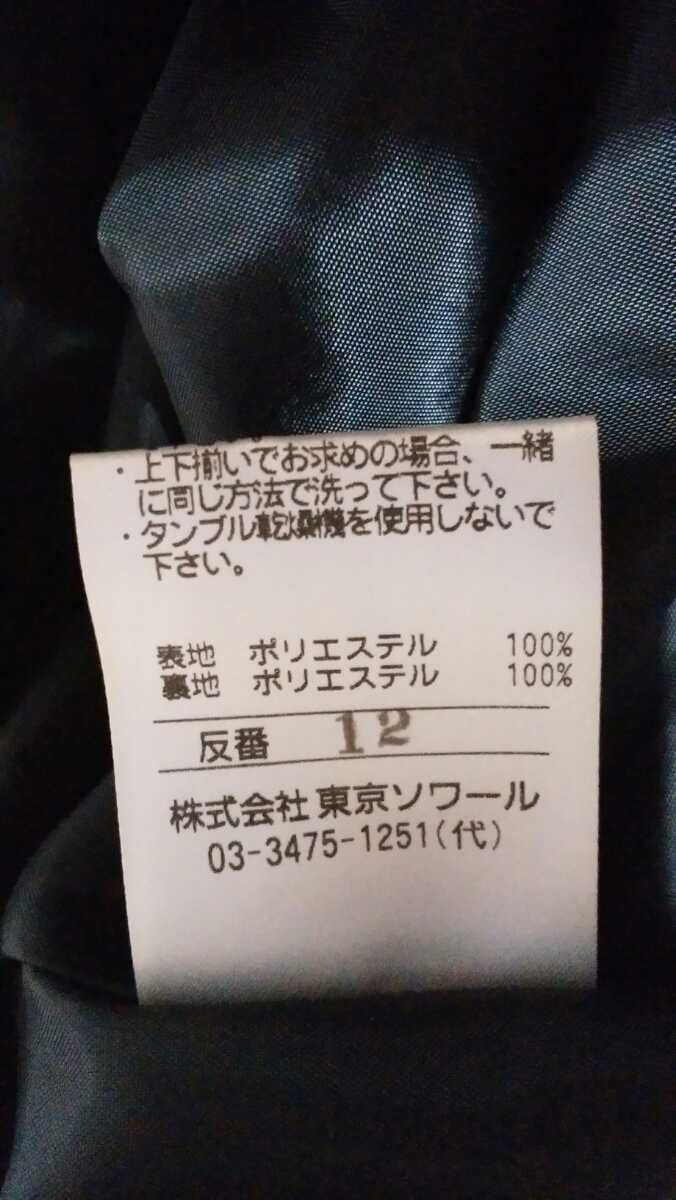 ・上下揃いでお求めの場合、一緒
に同じ方法で洗って下さい。
・タンブル乾燥機を使用しないで
下さい。
表地 ポリエステル 100%
裏地 ポリエステル 100%
反番 12
株式会社 東京ソワール
03-3475-1251(代)